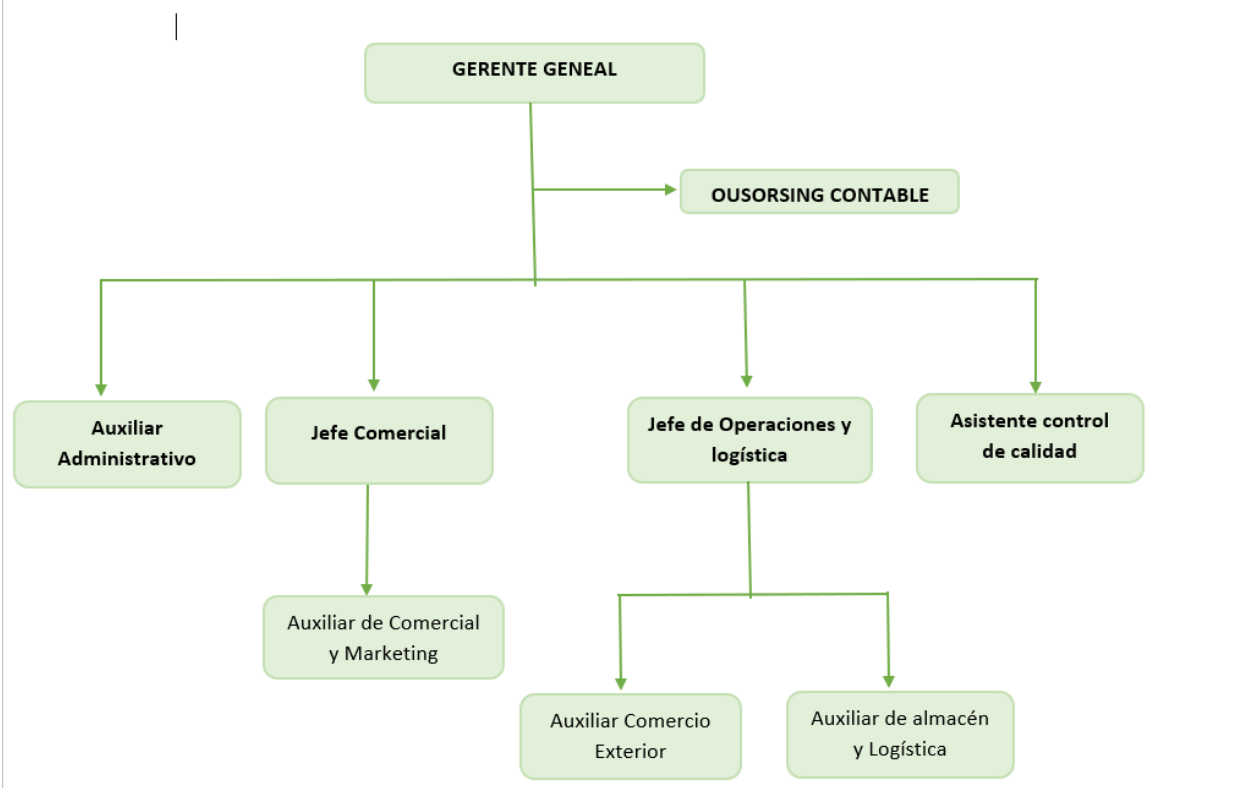 GERENTE GENEAL
OUSORSING CONTABLE
Auxiliar
Administrativo
Jefe Comercial
Jefe de Operaciones y
logística
Asistente control
de calidad
Auxiliar de Comercial
y Marketing
Auxiliar Comercio
Exterior
Auxiliar de almacén
y Logística